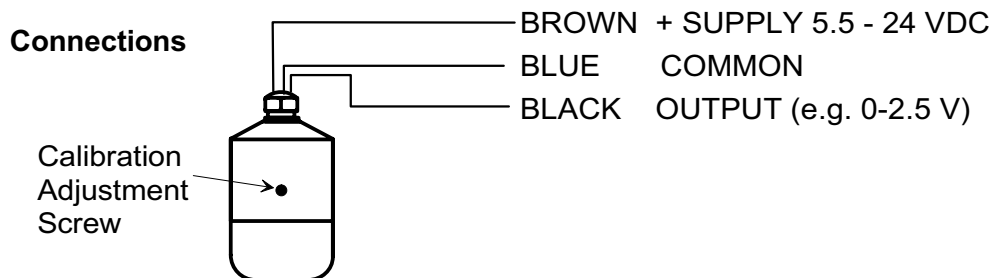 Connections
BROWN + SUPPLY 5.5 - 24 VDC
BLUE COMMON
BLACK OUTPUT (e.g. 0-2.5 V)
Calibration
Adjustment
Screw